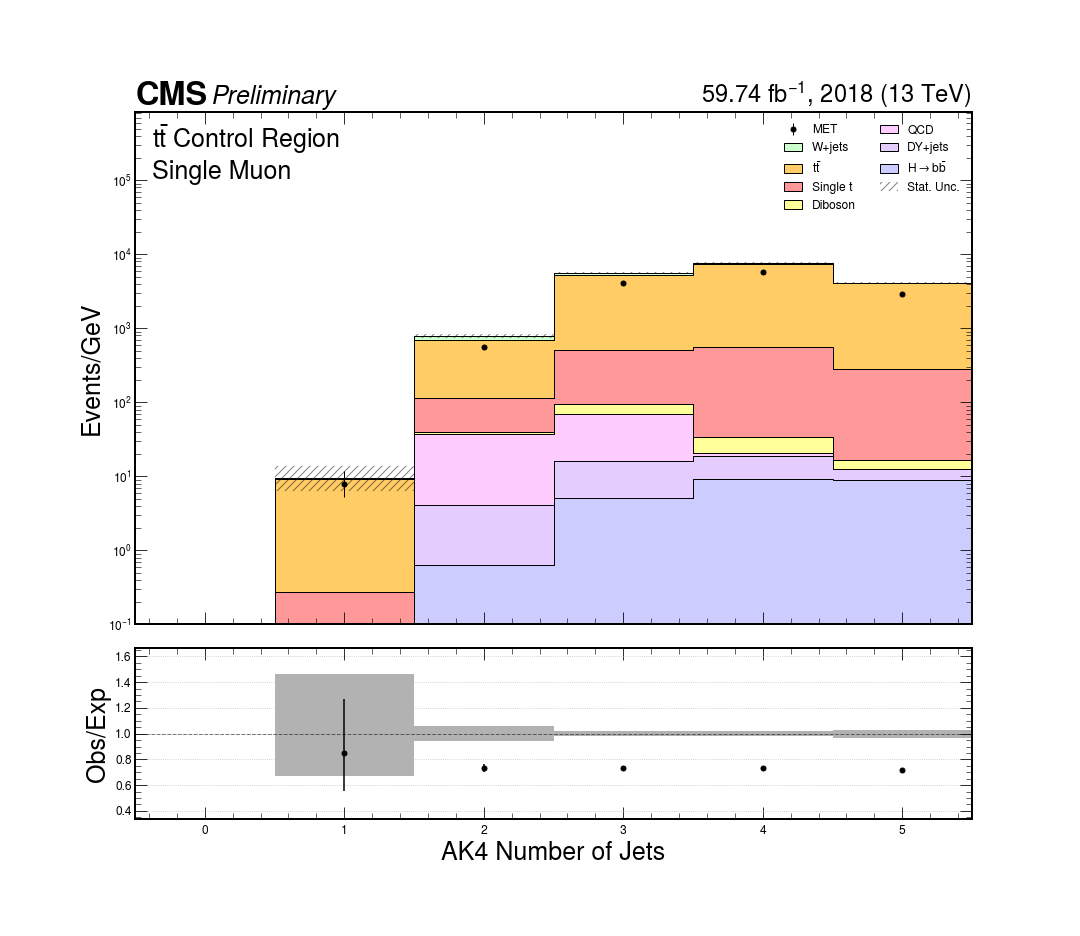 CMS Preliminary
59.74 fb⁻¹, 2018 (13 TeV)
tt̄ Control Region
Single Muon
MET
W+jets
tt̄
Single t
Diboson
QCD
DY+jets
H→bb̄
Stat. Unc.
Events/GeV
10⁵
10⁴
10³
10²
10¹
10⁰
10⁻¹
Obs/Exp
1.6
1.4
1.2
1.0
0.8
0.6
0.4
0 1 2 3 4 5
AK4 Number of Jets